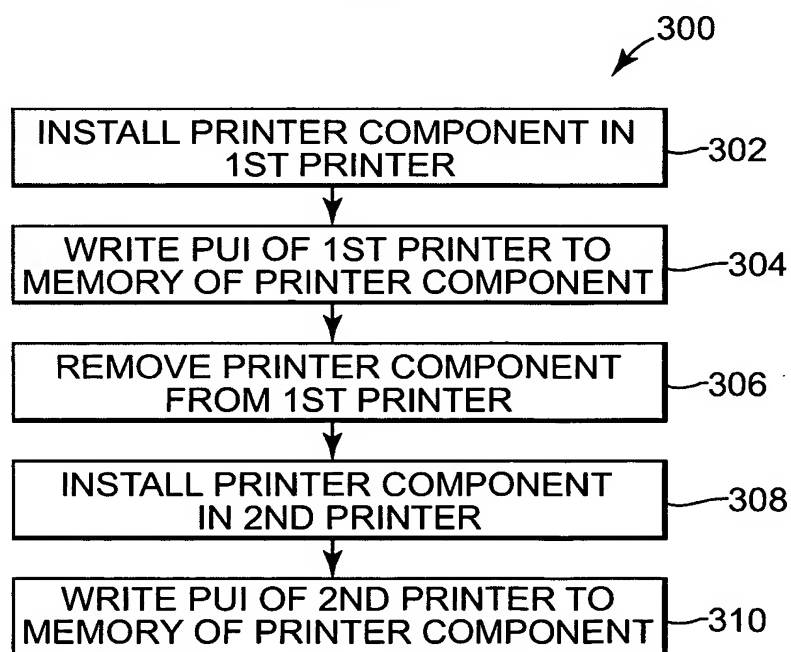 300
INSTALL PRINTER COMPONENT IN
1ST PRINTER
302
WRITE PUI OF 1ST PRINTER TO
MEMORY OF PRINTER COMPONENT
304
REMOVE PRINTER COMPONENT
FROM 1ST PRINTER
306
INSTALL PRINTER COMPONENT
IN 2ND PRINTER
308
WRITE PUI OF 2ND PRINTER TO
MEMORY OF PRINTER COMPONENT
310